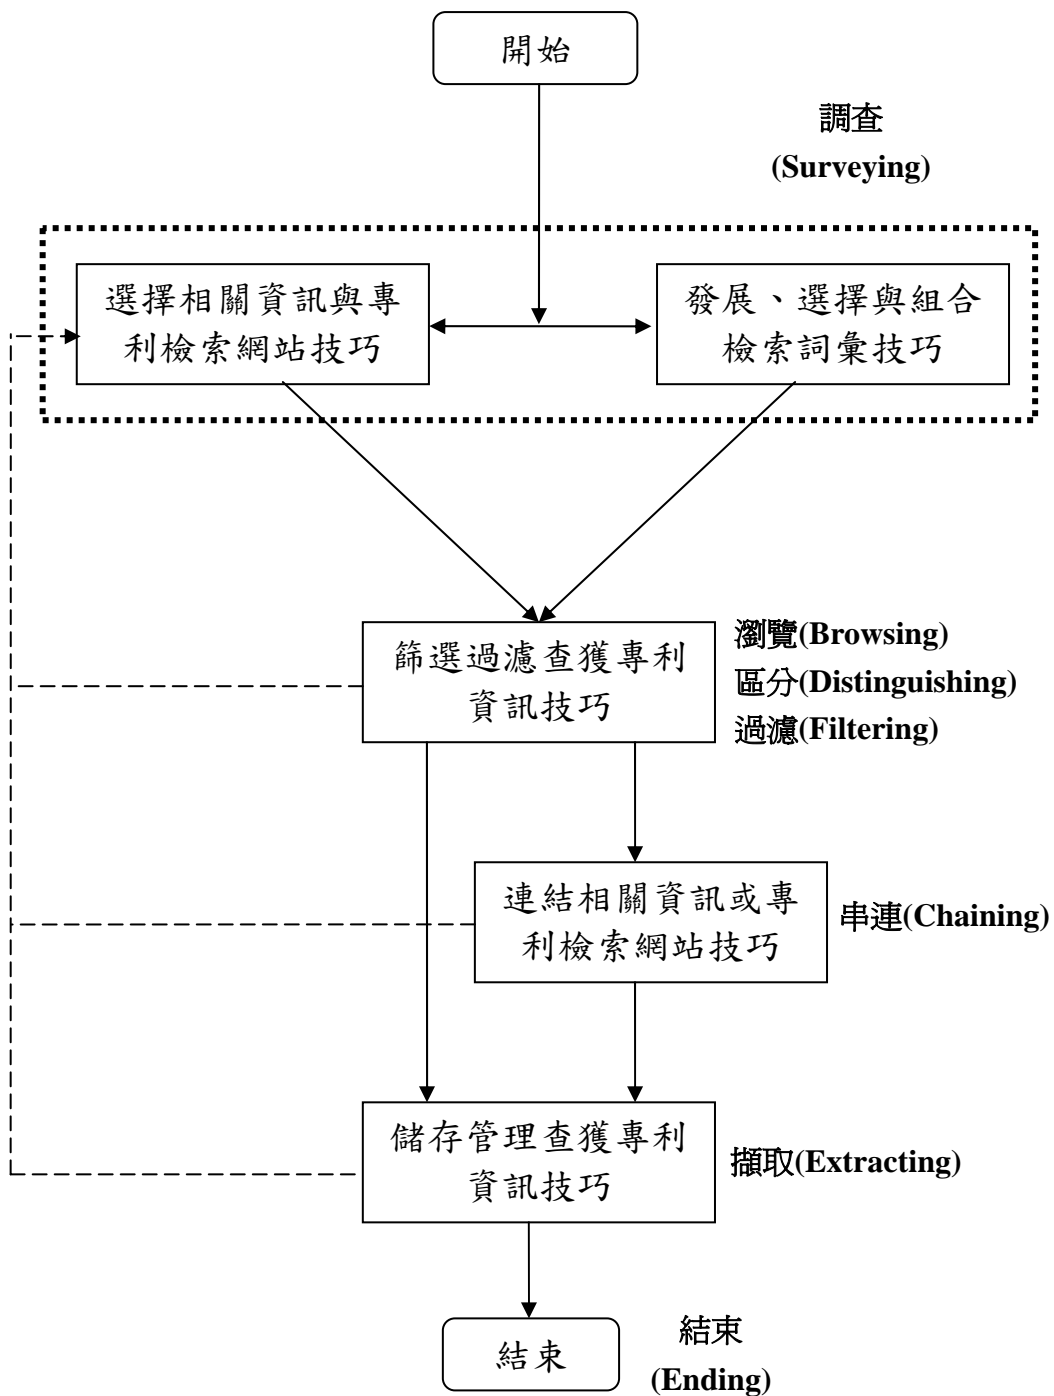 開始
調查
(Surveying)
選擇相關資訊與專
利檢索網站技巧
發展、選擇與組合
檢索詞彙技巧
篩選過濾查獲專利
資訊技巧
瀏覽(Browsing)
區分(Distinguishing)
過濾(Filtering)
連結相關資訊或專
利檢索網站技巧
串連(Chaining)
儲存管理查獲專利
資訊技巧
擷取(Extracting)
結束
結束
(Ending)